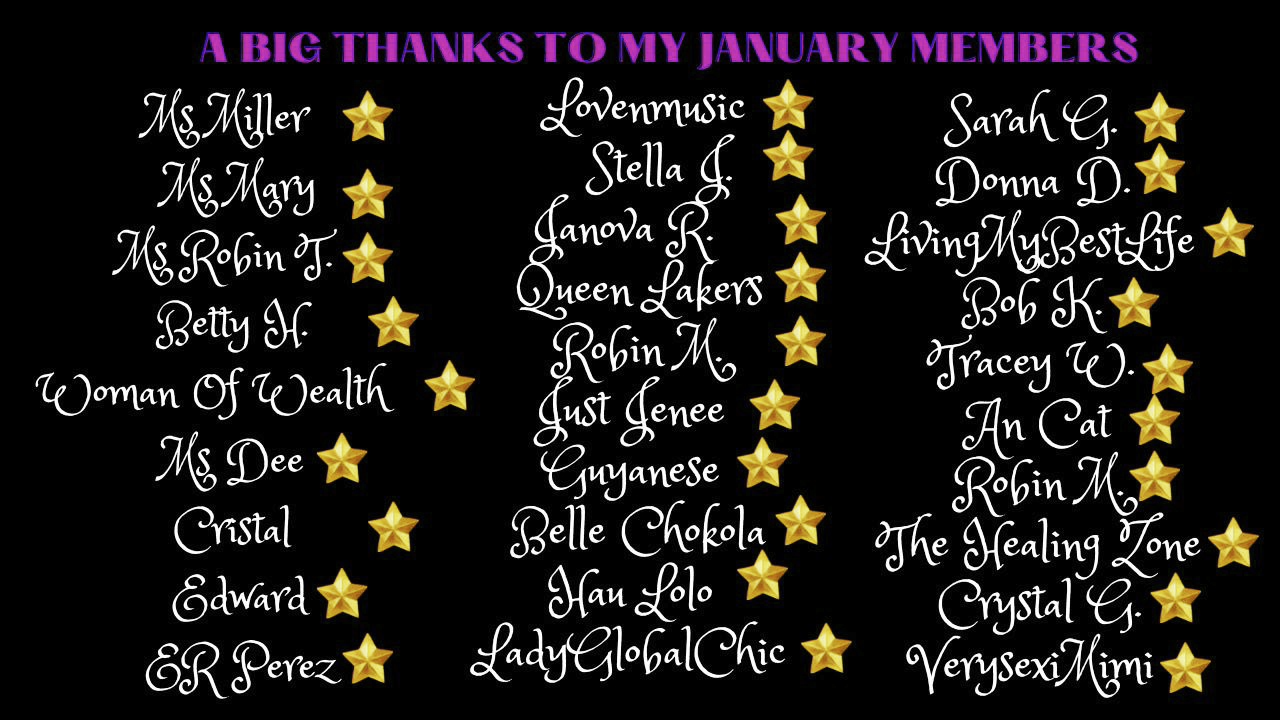 A BIG THANKS TO MY JANUARY MEMBERS
Ms Miller
Ms Mary
Ms Robin T.
Betty H.
Woman Of Wealth
Ms Dee
Cristal
Edward
ER Perez
Lovenmusic
Stella J.
Janova R.
Queen Lakers
Robin M.
Just Jenee
Guyanese
Belle Chokola
Hau Lolo
LadyGlobalChic
Sarah G.
Donna D.
LivingMyBestLife
Bob K.
Tracey W.
An Cat
Robin M.
The Healing Zone
Crystal G.
VerysexiMimi